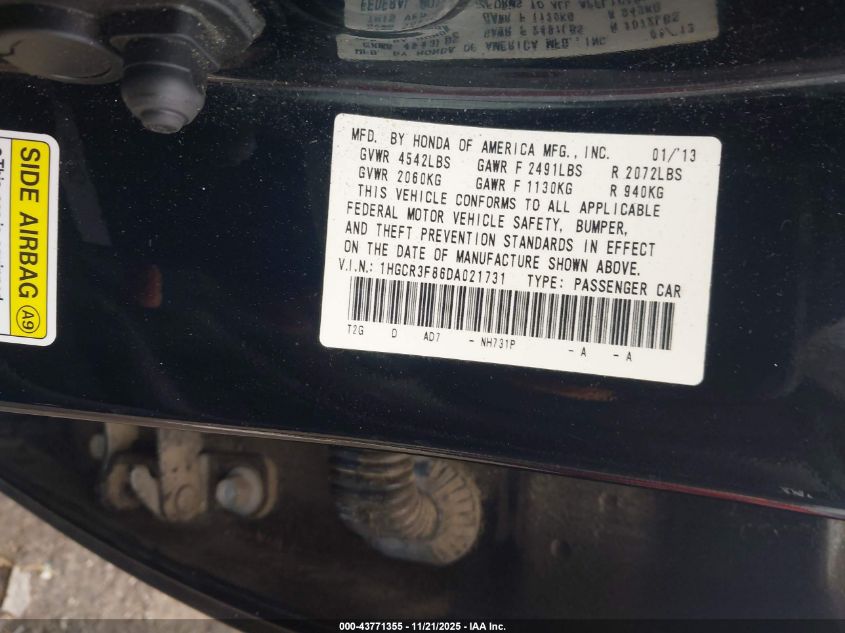 MFD. BY HONDA OF AMERICA MFG., INC. 01/'13
GVWR 4542LBS GAWR F 2491LBS R 2072LBS
GVWR 2060KG GAWR F 1130KG R 940KG
THIS VEHICLE CONFORMS TO ALL APPLICABLE
FEDERAL MOTOR VEHICLE SAFETY, BUMPER,
AND THEFT PREVENTION STANDARDS IN EFFECT
ON THE DATE OF MANUFACTURE SHOWN ABOVE.
V.I.N.: 1HGCR3F86DA021731 TYPE: PASSENGER CAR
T2G D AD7 - NH731P - A - A
SIDE AIRBAG A9
000-43771355 - 11/21/2025 - IAA Inc.